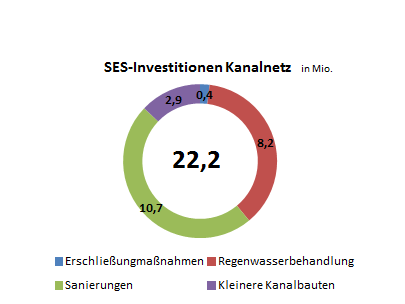 SES-Investitionen Kanalnetz in Mio.
2,9 0,4
8,2
22,2
10,7
Erschließungmaßnahmen Regenwasserbehandlung
Sanierungen Kleinere Kanalbauten